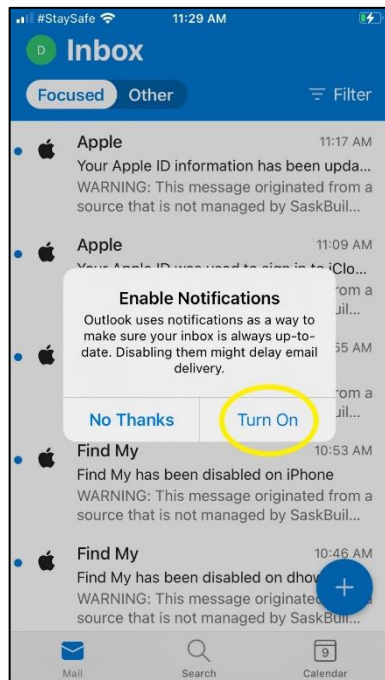 #StaySafe 11:29 AM
D Inbox
Focused Other Filter
Apple 11:17 AM
Your Apple ID information has been upda...
WARNING: This message originated from a
source that is not managed by SaskBuil...
Apple 11:09 AM
Your Apple ID was used to sign in to iClo...
rom a
uil...
Enable Notifications
Outlook uses notifications as a way to
make sure your inbox is always up-to-
date. Disabling them might delay email
delivery.
55 AM
rom a
uil...
No Thanks Turn On
Find My 10:53 AM
Find My has been disabled on iPhone
WARNING: This message originated from a
source that is not managed by SaskBuil...
Find My 10:46 AM
Find My has been disabled on dhow
WARNING: This message originated
source that is not managed by SaskBuil...
Mail Search 9 Calendar